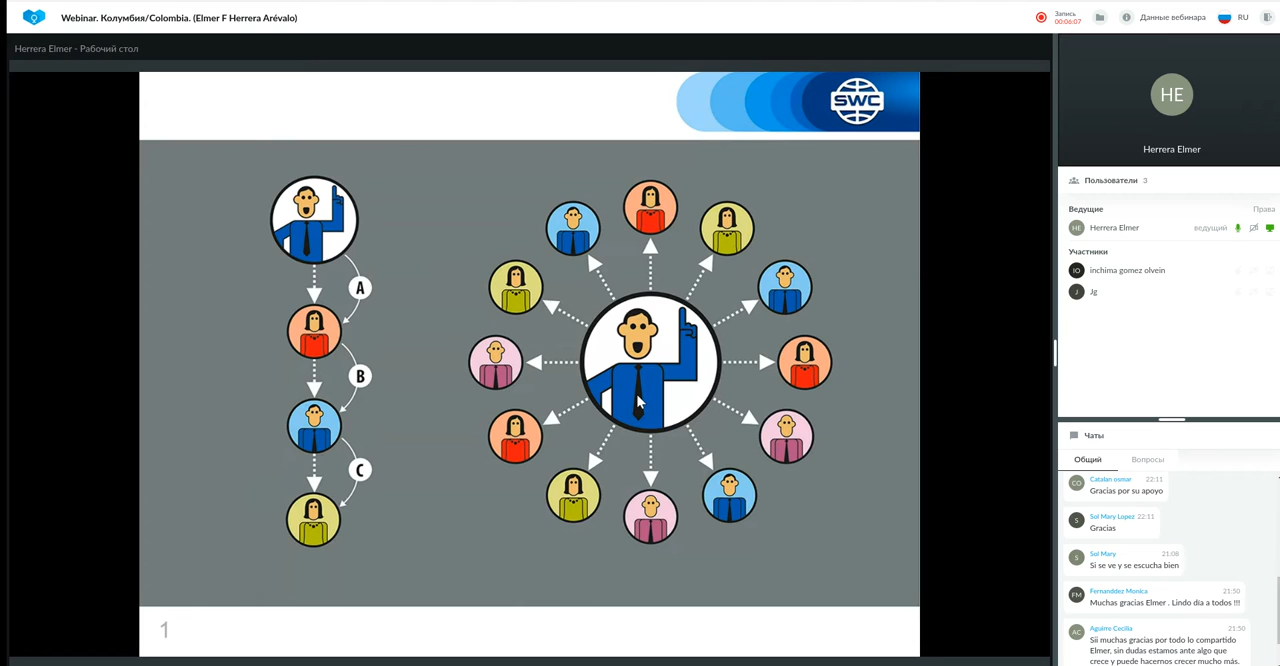 Webinar. Колумбия/Colombia. (Elmer F Herrera Arévalo)
Запись
00:06:07
Данные вебинара
RU
Herrera Elmer - Рабочий стол
SWC
A
B
C
1
HE
Herrera Elmer
Пользователи 3
Ведущие Права
HE Herrera Elmer ведущий
Участники
IO inchima gomez olvein
J Jg
Чаты
Общий Вопросы
CO Catalan osmar 22:11
Gracias por su apoyo
S Sol Mary Lopez 22:11
Gracias
S Sol Mary 21:08
Si se ve y se escucha bien
FM Fernanddez Monica 21:50
Muchas gracias Elmer . Lindo día a todos !!!
AC Aguirre Cecilia 21:50
Sii muchas gracias por todo lo compartido
Elmer, sin dudas estamos ante algo que
crece y puede hacernos crecer mucho más.